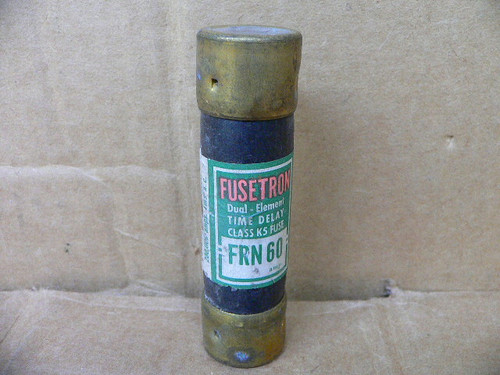 FUSETRON
Dual - Element
TIME DELAY
CLASS K5 FUSE
FRN 60